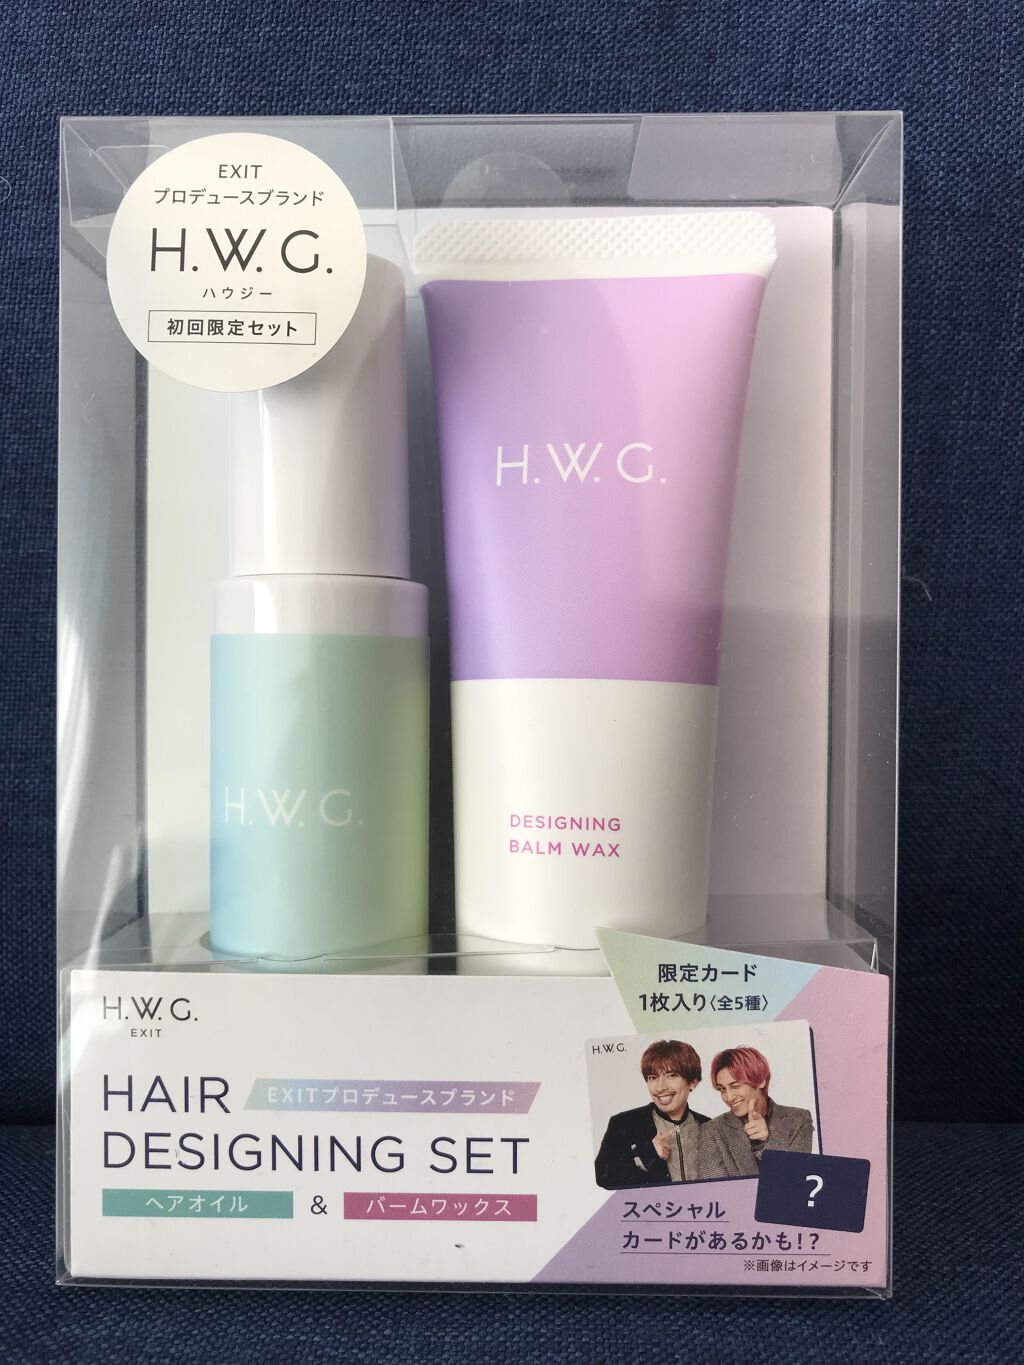 EXIT
プロデュースブランド
H.W.G.
ハウジー
初回限定セット
H.W.G.
DESIGNING
BALM WAX
H.W.G.
H.W.G.
EXIT
HAIR
EXITプロデュースブランド
DESIGNING SET
ヘアオイル & バームワックス
限定カード
1枚入り〈全5種〉
H.W.G.
?
スペシャル
カードがあるかも!?
※画像はイメージです